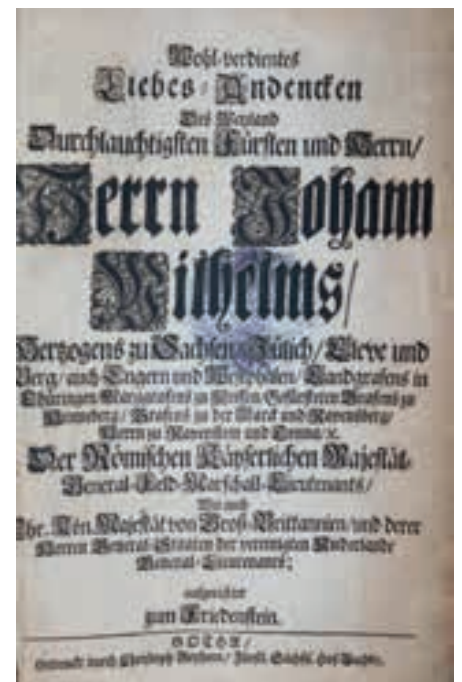 Wohl-verdientes
Liebes-Andencken
Des Weyland
Durchlauchtigsten Fürsten und Herrn/
Herrn Johann
Wilhelms/
Hertzogens zu Sachsen/Jülich/Cleve und
Berg/ auch Engern und Westphalen/ Landgrafens in
Thüringen/ Marggrafens zu Meissen/ Gefürsteten Grafens zu
Henneberg/ Grafens zu der Marck und Ravensberg/
Herrn zu Ravenstein und Tonna/ꝛc.
Der Römischen Käyserlichen Majestät
General-Feld-Marschall-Lieutenants/
Wie auch
Ihr. Kön. Majestät von Groß-Brittannien/und derer
Herren General-Staaten der vereinigten Niederlande
General-Lieutenants;
aufgerichtet
zum Friedenstein.
GOTHA/
Gedruckt durch Christoph Reyhern/ Fürstl. Sächs. Hof-Buchdr.